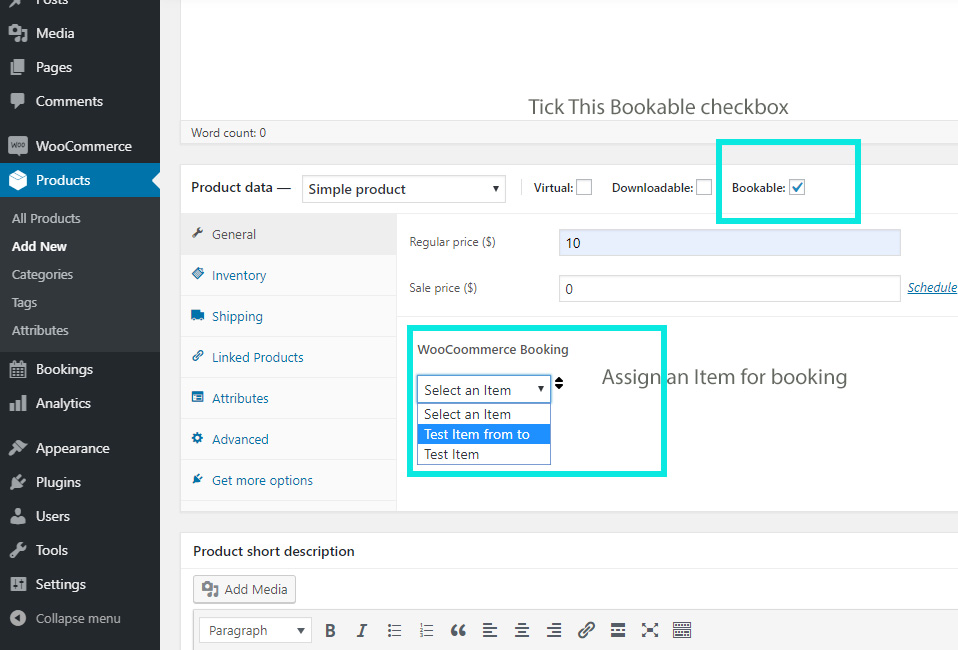 Posts
Media
Pages
Comments
WOO WooCommerce
Products
All Products
Add New
Categories
Tags
Attributes
Bookings
Analytics
Appearance
Plugins
Users
Tools
Settings
Collapse menu
Tick This Bookable checkbox
Word count: 0
Product data — Simple product Virtual: Downloadable: Bookable:
General
Inventory
Shipping
Linked Products
Attributes
Advanced
Get more options
Regular price ($) 10
Sale price ($) 0 Schedule
WooCoommerce Booking
Assign an Item for booking
Select an Item
Select an Item
Test Item from to
Test Item
Product short description
Add Media
Paragraph B I